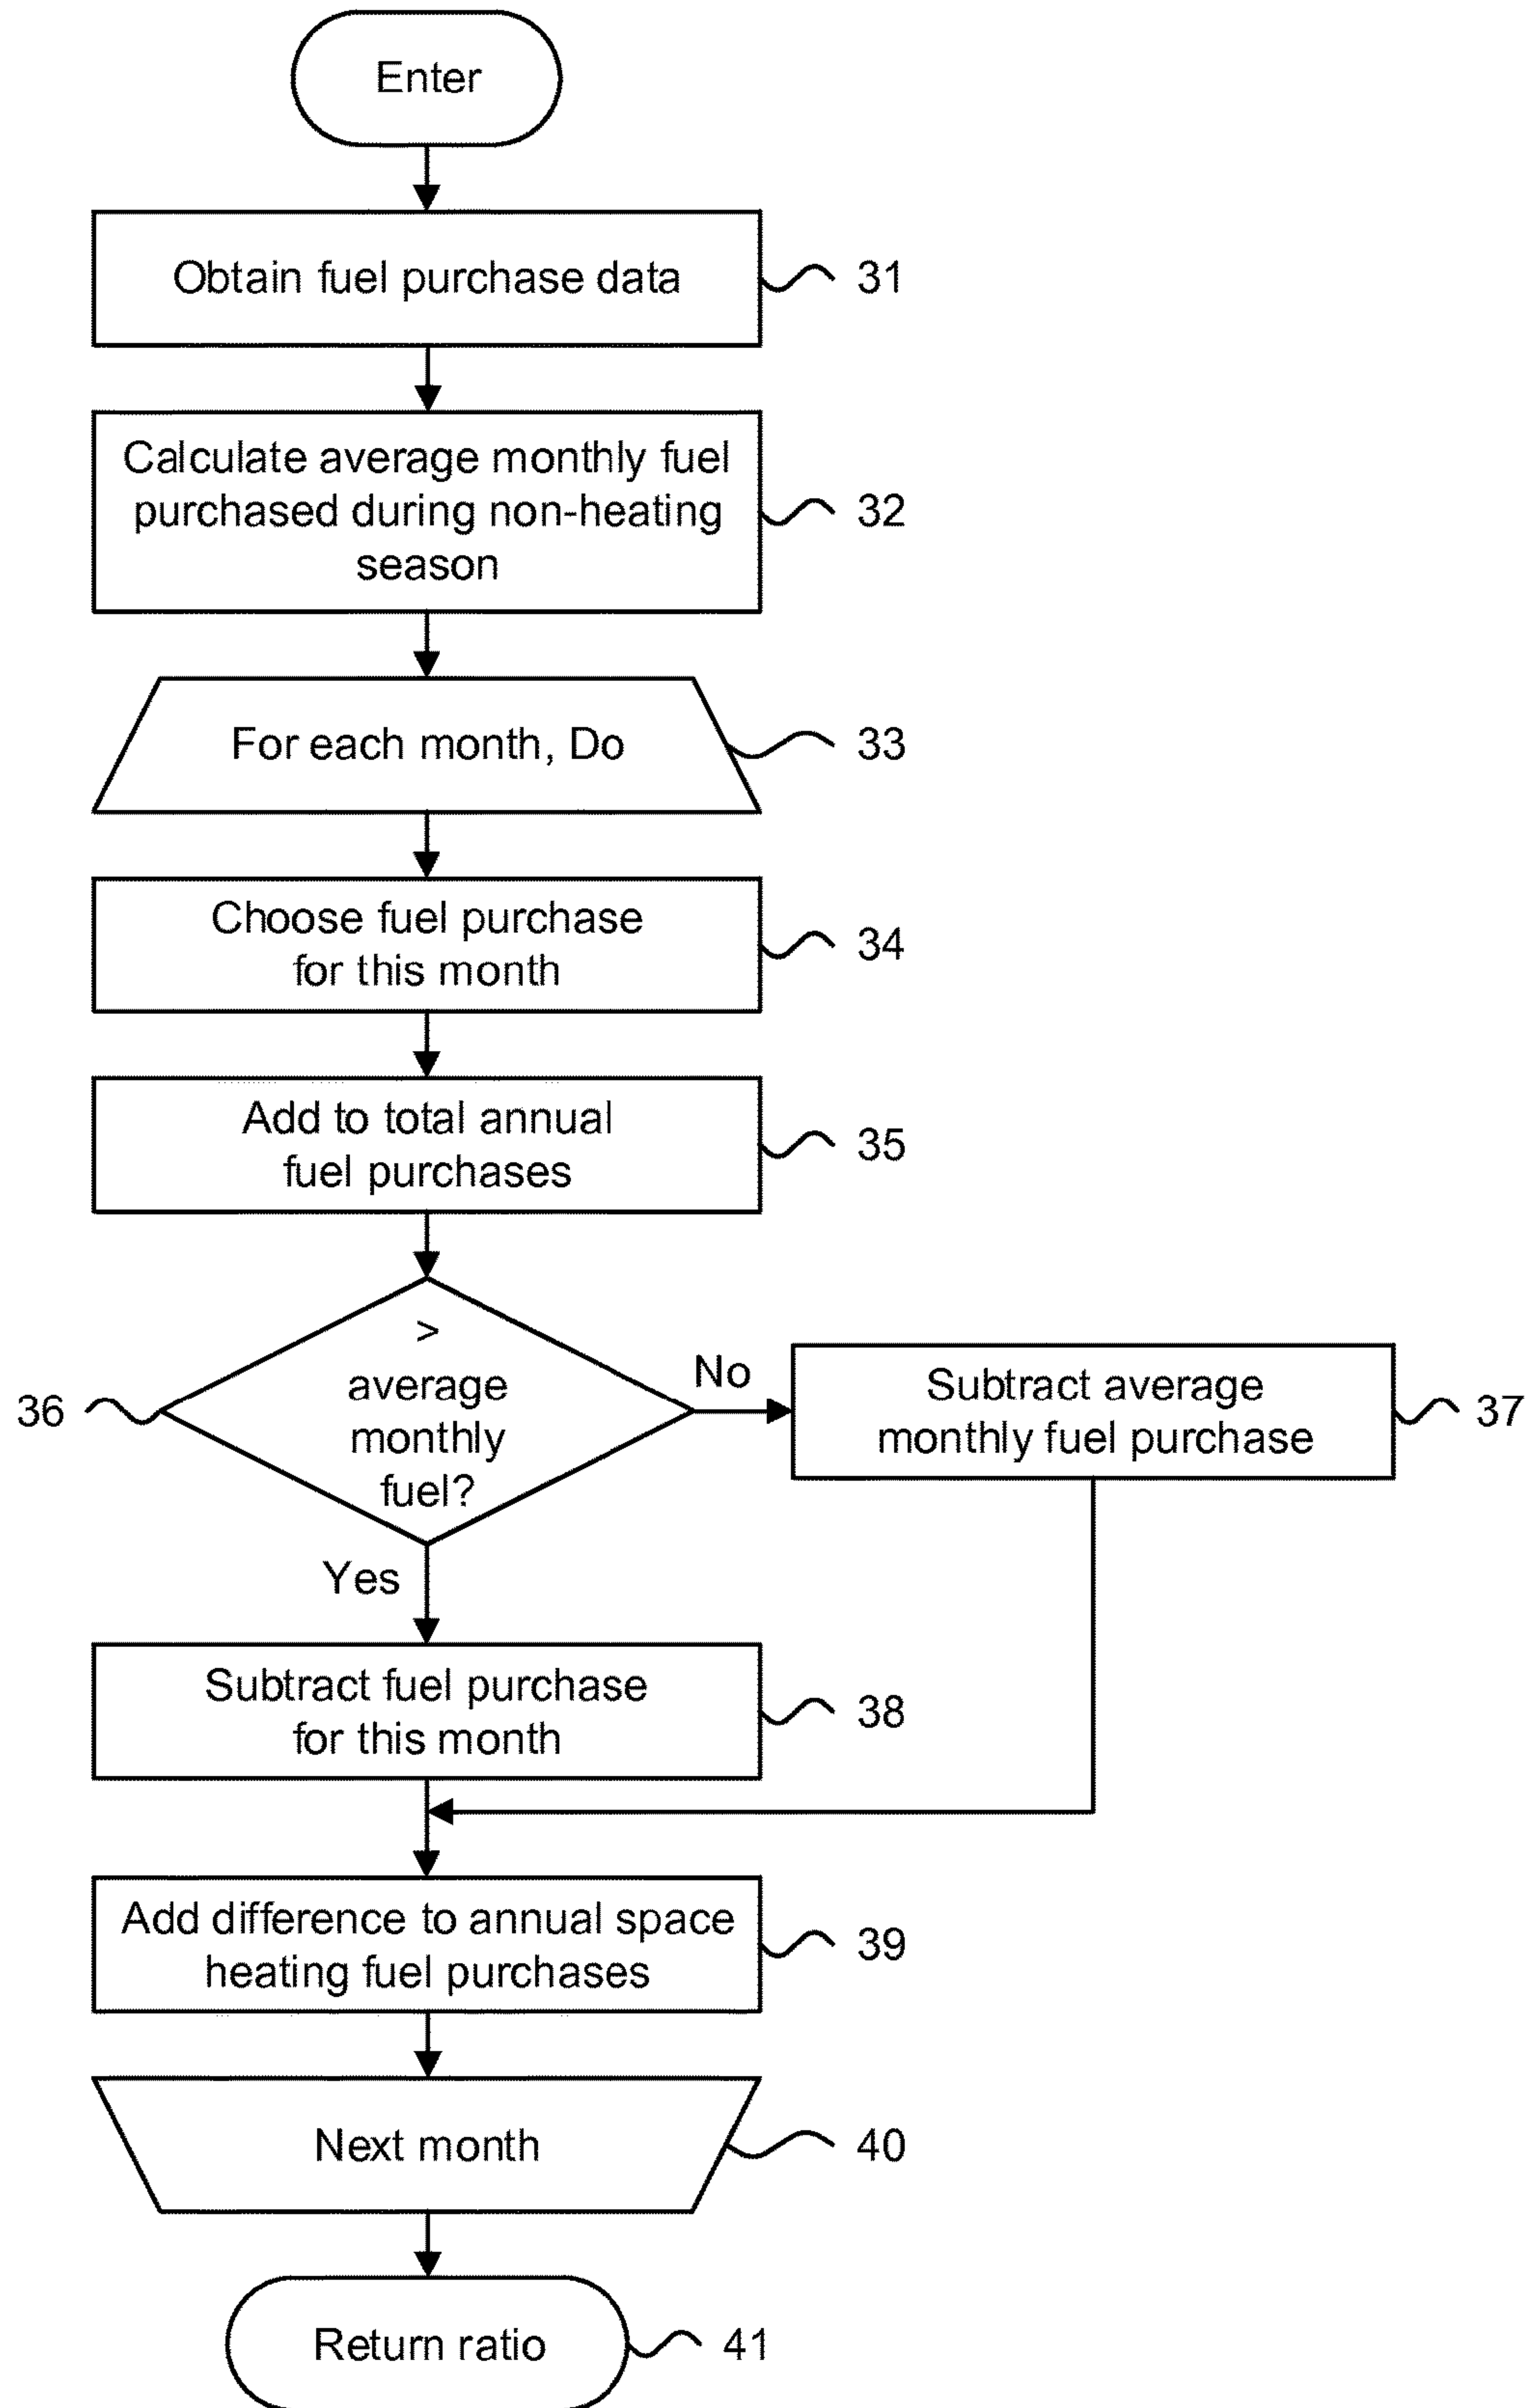 Enter
Obtain fuel purchase data
31
Calculate average monthly fuel
purchased during non-heating
season
32
For each month, Do
33
Choose fuel purchase
for this month
34
Add to total annual
fuel purchases
35
>
average
monthly
fuel?
36
No
Subtract average
monthly fuel purchase
37
Yes
Subtract fuel purchase
for this month
38
Add difference to annual space
heating fuel purchases
39
Next month
40
Return ratio
41